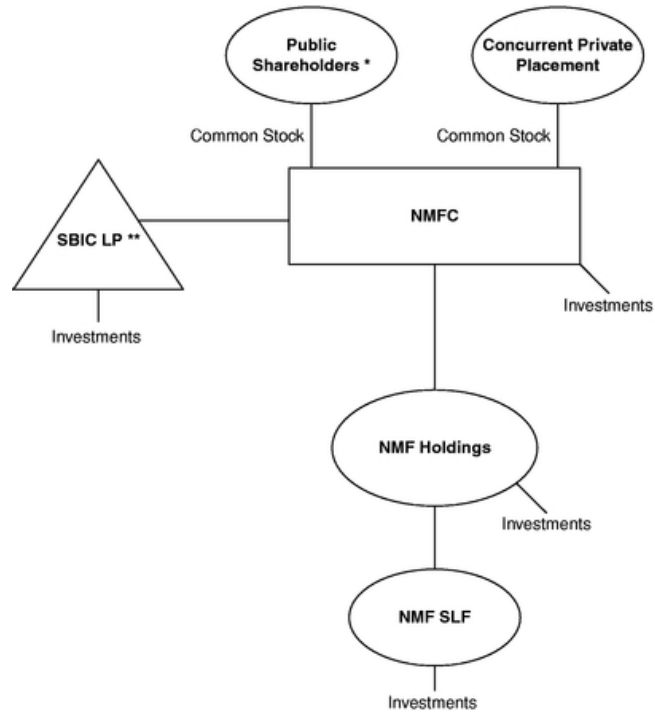 Public
Shareholders *
Concurrent Private
Placement
Common Stock
Common Stock
NMFC
SBIC LP **
Investments
Investments
NMF Holdings
Investments
NMF SLF
Investments